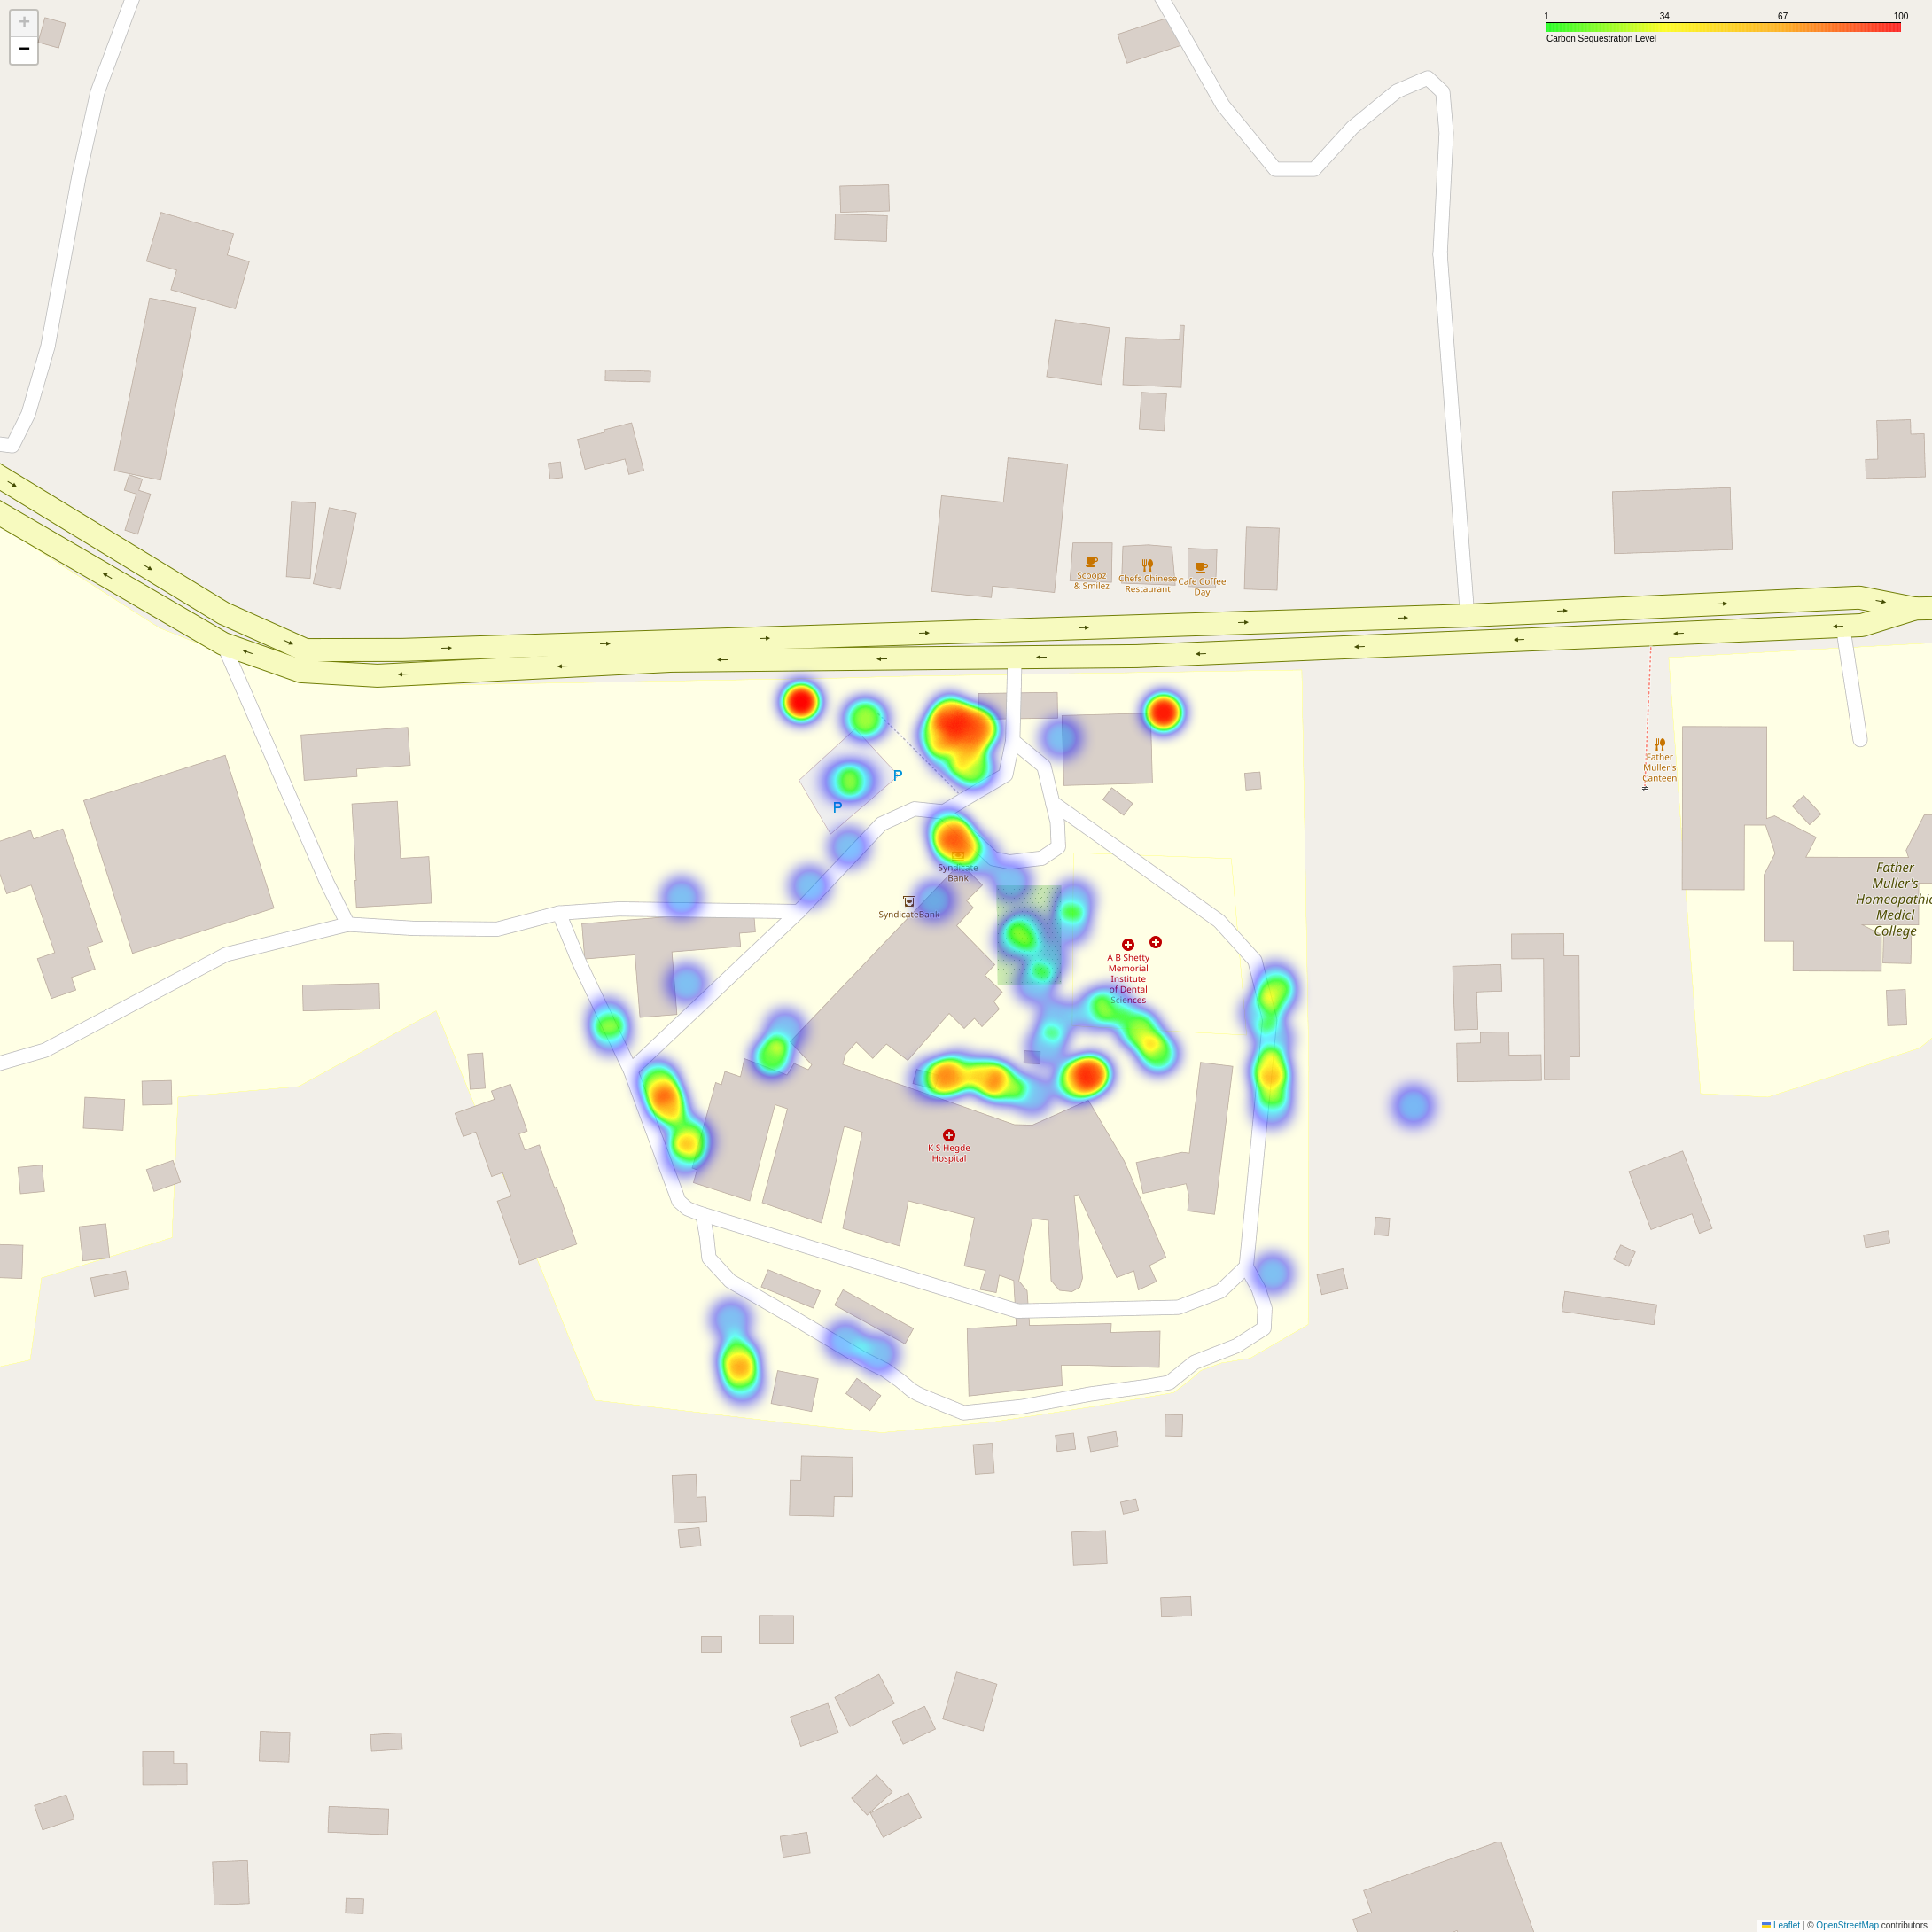 +
−
1 34 67 100
Carbon Sequestration Level
Scoopz
& Smilez
Chefs Chinese
Restaurant
Cafe Coffee
Day
Father
Muller's
Canteen
P
P
Syndicate
Bank
SyndicateBank
Father
Muller's
Homeopathic
Medicl
College
A B Shetty
Memorial
Institute
of Dental
Sciences
K S Hegde
Hospital
Leaflet | © OpenStreetMap contributors